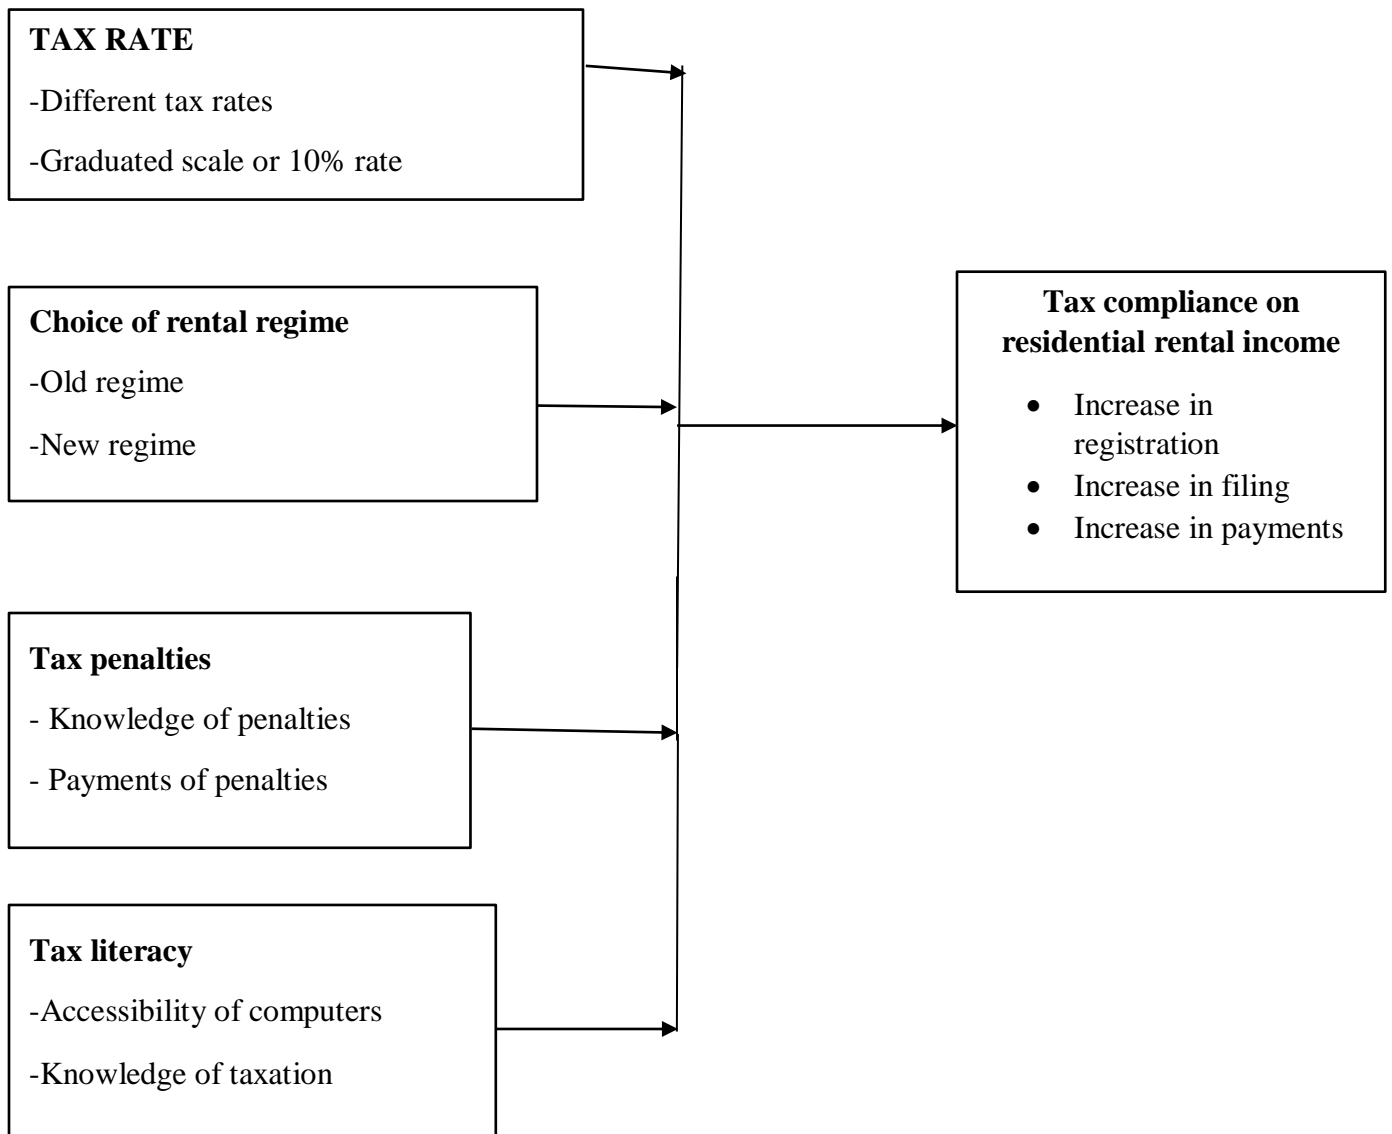 TAX RATE
-Different tax rates
-Graduated scale or 10% rate
Choice of rental regime
-Old regime
-New regime
Tax penalties
- Knowledge of penalties
- Payments of penalties
Tax literacy
-Accessibility of computers
-Knowledge of taxation
Tax compliance on
residential rental income
• Increase in
registration
• Increase in filing
• Increase in payments